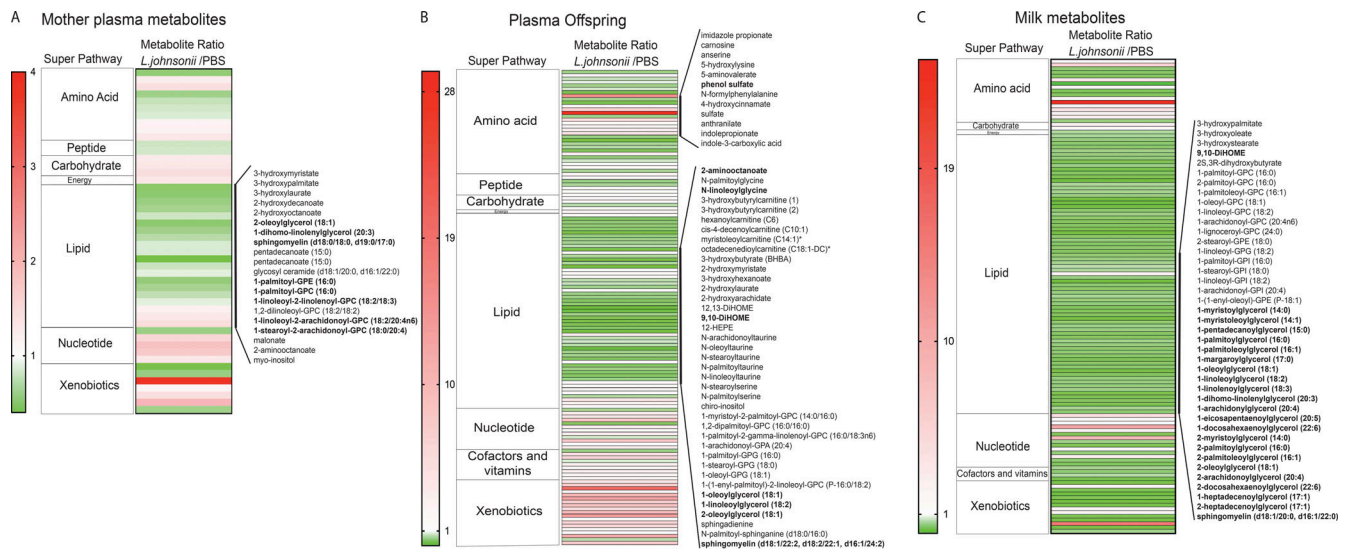 A
Mother plasma metabolites
Super Pathway
Metabolite Ratio
L.johnsonii /PBS
4
3
2
1
Amino Acid
Peptide
Carbohydrate
Energy
Lipid
Nucleotide
Xenobiotics
3-hydroxymyristate
3-hydroxypalmitate
3-hydroxylaurate
2-hydroxydecanoate
2-hydroxyoctanoate
2-oleoylglycerol (18:1)
1-dihomo-linolenylglycerol (20:3)
sphingomyelin (d18:0/18:0, d19:0/17:0)
pentadecanoate (15:0)
pentadecanoate (15:0)
glycosyl ceramide (d18:1/20:0, d16:1/22:0)
1-palmitoyl-GPE (16:0)
1-palmitoyl-GPC (16:0)
1-linoleoyl-2-linolenoyl-GPC (18:2/18:3)
1,2-dilinoleoyl-GPC (18:2/18:2)
1-linoleoyl-2-arachidonoyl-GPC (18:2/20:4n6)
1-stearoyl-2-arachidonoyl-GPC (18:0/20:4)
malonate
2-aminooctanoate
myo-inositol
B
Plasma Offspring
Super Pathway
Metabolite Ratio
L.johnsonii /PBS
28
19
10
1
Amino acid
Peptide
Carbohydrate
Energy
Lipid
Nucleotide
Cofactors and
vitamins
Xenobiotics
imidazole propionate
carnosine
anserine
5-hydroxylysine
5-aminovalerate
phenol sulfate
N-formylphenylalanine
4-hydroxycinnamate
sulfate
anthranilate
indolepropionate
indole-3-carboxylic acid
2-aminooctanoate
N-palmitoylglycine
N-linoleoylglycine
3-hydroxybutyrylcarnitine (1)
3-hydroxybutyrylcarnitine (2)
hexanoylcarnitine (C6)
cis-4-decenoylcarnitine (C10:1)
myristoleoylcarnitine (C14:1)*
octadecenedioylcarnitine (C18:1-DC)*
3-hydroxybutyrate (BHBA)
2-hydroxymyristate
3-hydroxyhexanoate
2-hydroxylaurate
2-hydroxyarachidate
12,13-DiHOME
9,10-DiHOME
12-HEPE
N-arachidonoyltaurine
N-oleoyltaurine
N-stearoyltaurine
N-palmitoyltaurine
N-linoleoyltaurine
N-stearoylserine
N-palmitoylserine
chiro-inositol
1-myristoyl-2-palmitoyl-GPC (14:0/16:0)
1,2-dipalmitoyl-GPC (16:0/16:0)
1-palmitoyl-2-gamma-linolenoyl-GPC (16:0/18:3n6)
1-arachidonoyl-GPA (20:4)
1-palmitoyl-GPG (16:0)
1-stearoyl-GPG (18:0)
1-oleoyl-GPG (18:1)
1-(1-enyl-palmitoyl)-2-linoleoyl-GPC (P-16:0/18:2)
1-oleoylglycerol (18:1)
1-linoleoylglycerol (18:2)
2-oleoylglycerol (18:1)
sphingadienine
N-palmitoyl-sphinganine (d18:0/16:0)
sphingomyelin (d18:1/22:2, d18:2/22:1, d16:1/24:2)
C
Milk metabolites
Super Pathway
Metabolite Ratio
L.johnsonii /PBS
19
10
1
Amino acid
Carbohydrate
Energy
Lipid
Nucleotide
Cofactors and vitamins
Xenobiotics
3-hydroxypalmitate
3-hydroxyoleate
3-hydroxystearate
9,10-DiHOME
2S,3R-dihydroxybutyrate
1-palmitoyl-GPC (16:0)
2-palmitoyl-GPC (16:0)
1-palmitoleoyl-GPC (16:1)
1-oleoyl-GPC (18:1)
1-linoleoyl-GPC (18:2)
1-arachidonoyl-GPC (20:4n6)
1-lignoceroyl-GPC (24:0)
2-stearoyl-GPE (18:0)
1-linoleoyl-GPG (18:2)
1-palmitoyl-GPI (16:0)
1-stearoyl-GPI (18:0)
1-linoleoyl-GPI (18:2)
1-arachidonoyl-GPI (20:4)
1-(1-enyl-oleoyl)-GPE (P-18:1)
1-myristoylglycerol (14:0)
1-myristoleoylglycerol (14:1)
1-pentadecanoylglycerol (15:0)
1-palmitoylglycerol (16:0)
1-palmitoleoylglycerol (16:1)
1-margaroylglycerol (17:0)
1-oleoylglycerol (18:1)
1-linoleoylglycerol (18:2)
1-linolenoylglycerol (18:3)
1-dihomo-linolenylglycerol (20:3)
1-arachidonylglycerol (20:4)
1-eicosapentaenoylglycerol (20:5)
1-docosahexaenoylglycerol (22:6)
2-myristoylglycerol (14:0)
2-palmitoylglycerol (16:0)
2-palmitoleoylglycerol (16:1)
2-oleoylglycerol (18:1)
2-arachidonoylglycerol (20:4)
2-docosahexaenoylglycerol (22:6)
1-heptadecenoylglycerol (17:1)
2-heptadecenoylglycerol (17:1)
sphingomyelin (d18:1/20:0, d16:1/22:0)